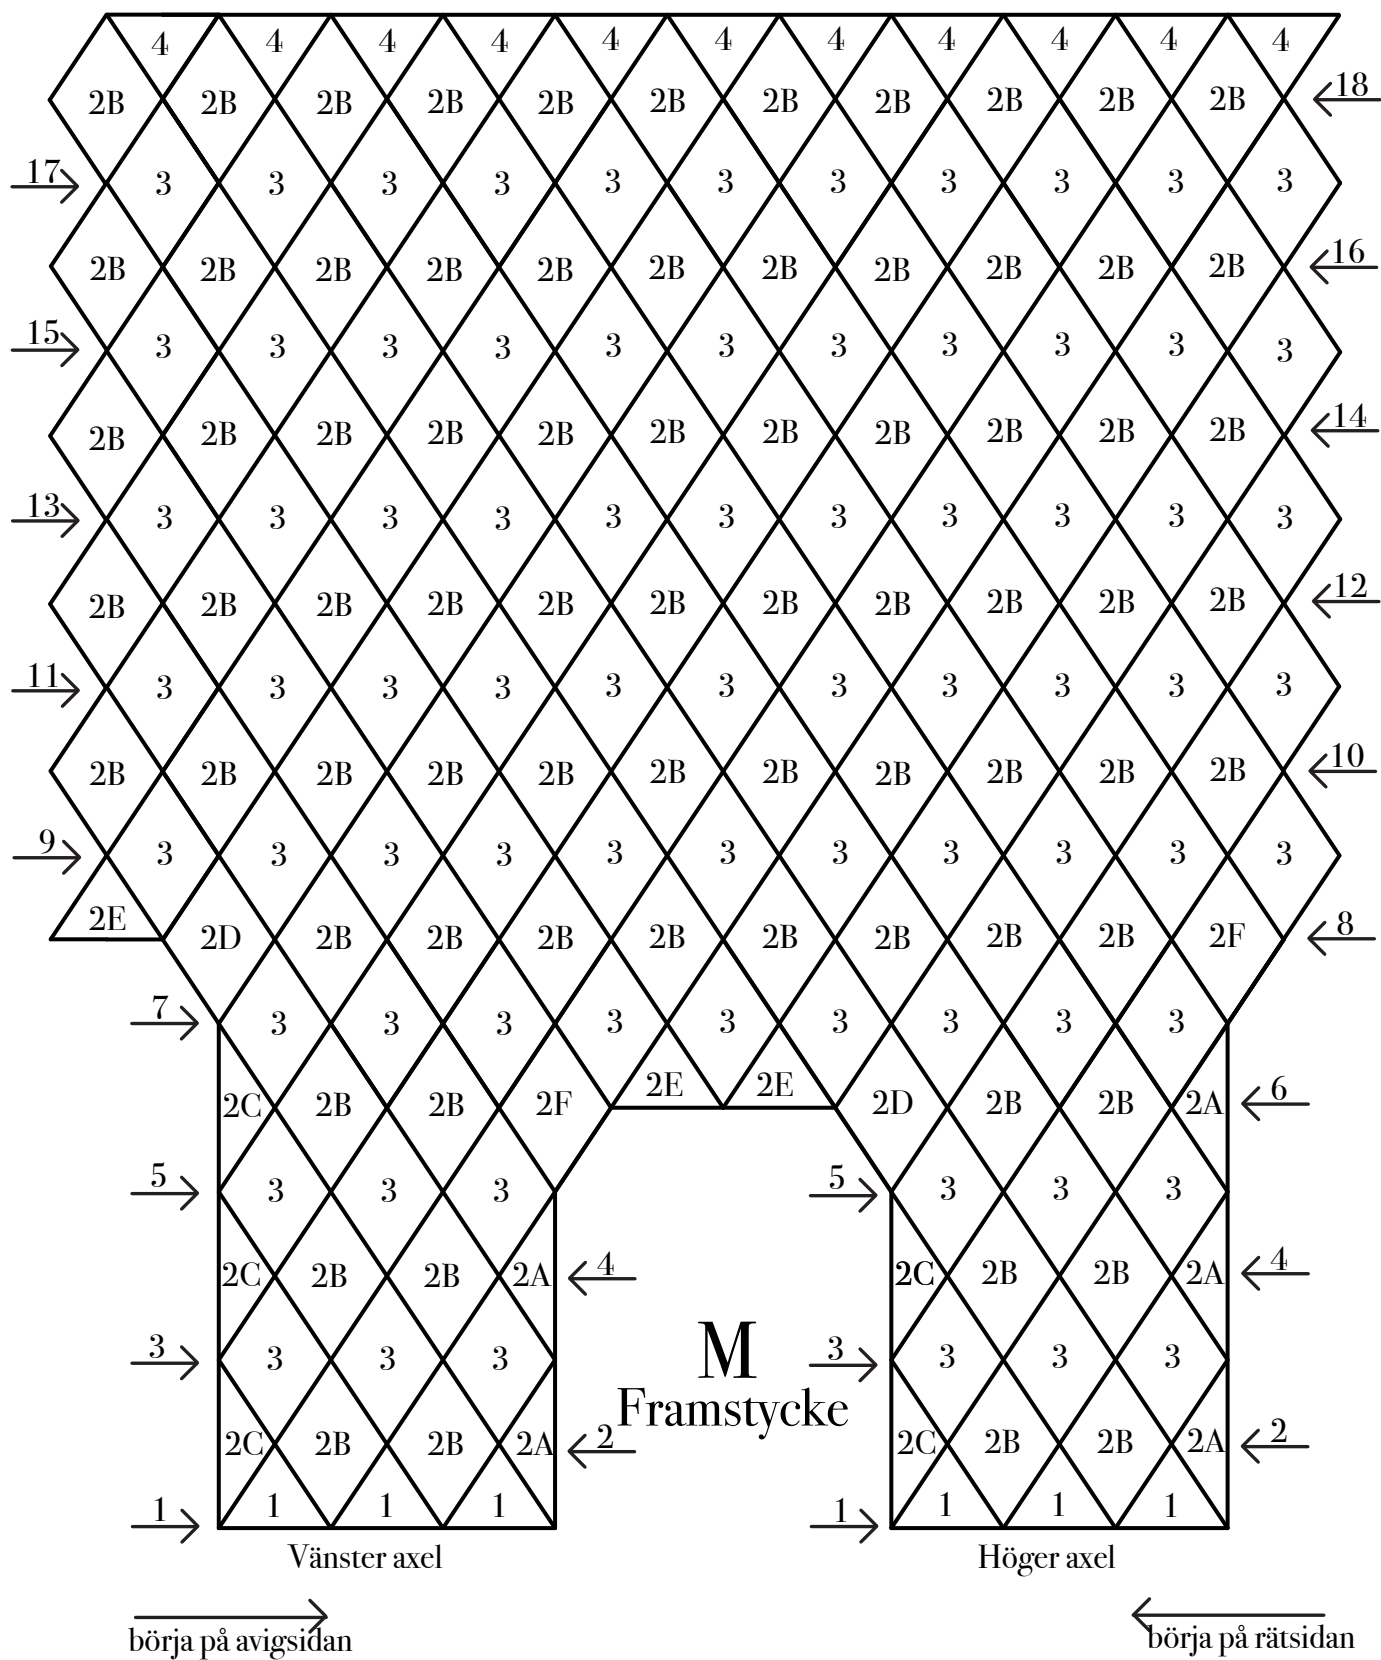 4 4 4 4 4 4 4 4 4 4 4
2B 2B 2B 2B 2B 2B 2B 2B 2B 2B 2B 18
17 3 3 3 3 3 3 3 3 3 3 3
2B 2B 2B 2B 2B 2B 2B 2B 2B 2B 2B 16
15 3 3 3 3 3 3 3 3 3 3 3
2B 2B 2B 2B 2B 2B 2B 2B 2B 2B 2B 14
13 3 3 3 3 3 3 3 3 3 3 3
2B 2B 2B 2B 2B 2B 2B 2B 2B 2B 2B 12
11 3 3 3 3 3 3 3 3 3 3 3
2B 2B 2B 2B 2B 2B 2B 2B 2B 2B 2B 10
9 3 3 3 3 3 3 3 3 3 3 3
2E 2D 2B 2B 2B 2B 2B 2B 2B 2B 2F 8
7 3 3 3 3 3 3 3 3 3
2C 2B 2B 2F 2E 2E 2D 2B 2B 2A 6
5 3 3 3 5 3 3 3
2C 2B 2B 2A 4 2C 2B 2B 2A 4
3 3 3 3 M 3 3 3 3
Framstycke
2C 2B 2B 2A 2 2C 2B 2B 2A 2
1 1 1 1 1 1 1 1
Vänster axel Höger axel
börja på avigsidan börja på rätsidan